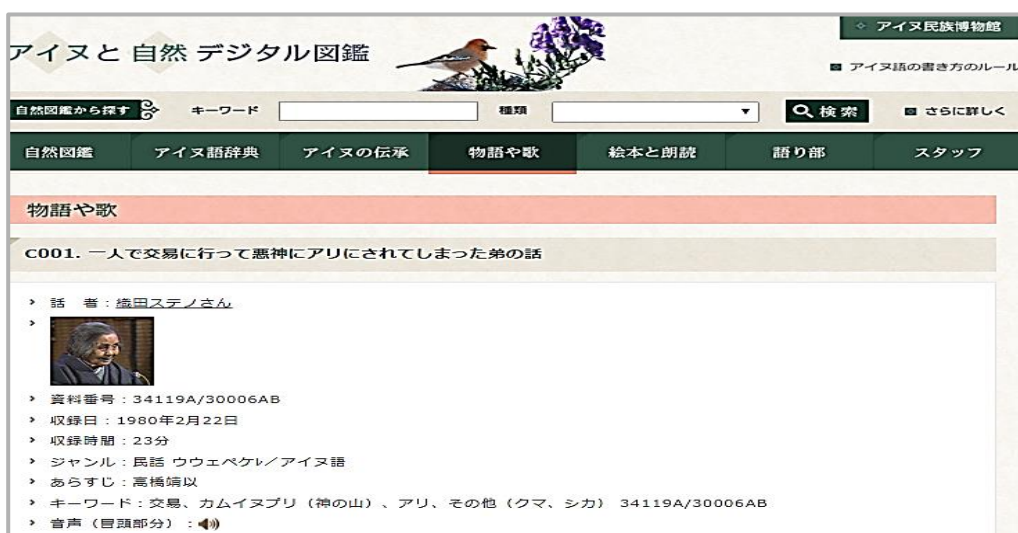 アイヌ民族博物館
アイヌと 自然 デジタル図鑑
アイヌ語の書き方のルール
自然図鑑から探す キーワード 種類 検索 さらに詳しく
自然図鑑 アイヌ語辞典 アイヌの伝承 物語や歌 絵本と朗読 語り部 スタッフ
物語や歌
C001. 一人で交易に行って悪神にアリにされてしまった弟の話
話 者：織田ステノさん
資料番号：34119A/30006AB
収録日：1980年2月22日
収録時間：23分
ジャンル：民話 ウウェペケㇾ／アイヌ語
あらすじ：高橋靖以
キーワード：交易、カムイヌプリ（神の山）、アリ、その他（クマ、シカ） 34119A/30006AB
音声（冒頭部分）：